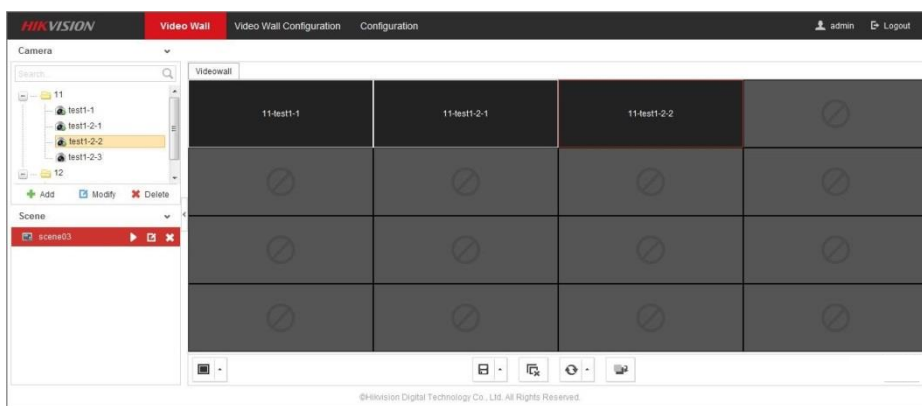 HIKVISION Video Wall Video Wall Configuration Configuration admin Logout
Camera
Search...
Videowall
11
test1-1
test1-2-1
test1-2-2
test1-2-3
12
Add Modify Delete
Scene
scene03
11-test1-1 11-test1-2-1 11-test1-2-2
©Hikvision Digital Technology Co., Ltd. All Rights Reserved.